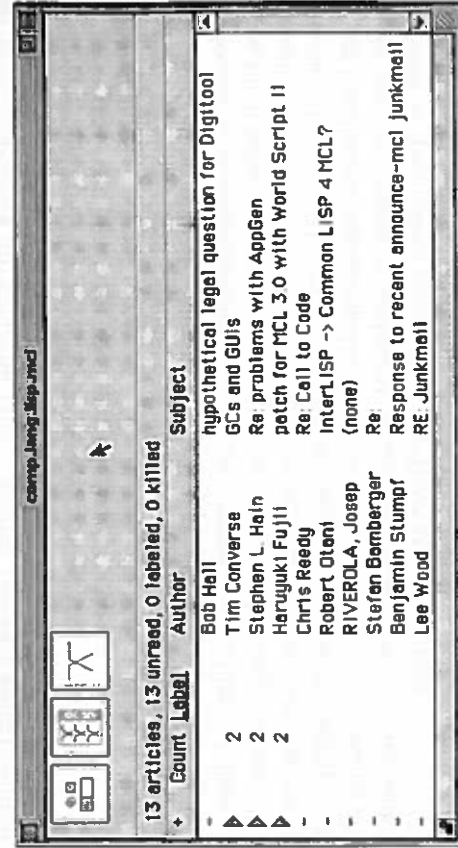 comp.lang.lisp.mcl
13 articles, 13 unread, 0 labeled, 0 killed
+ Count Label Author Subject
- Bob Hall hypothetical legal question for Digitool
▷ 2 Tim Converse GCs and GUIs
▷ 2 Stephen L. Hain Re: problems with AppGen
▷ 2 Haruyuki Fujii patch for MCL 3.0 with World Script II
- Chris Reedy Re: Call to Code
- Robert Otani InterLISP -> Common LISP 4 MCL?
- RIVEROLA, Josep (none)
- Stefan Bamberger Re:
- Benjamin Stumpf Response to recent announce-mcl junkmail
- Lee Wood RE: Junkmail